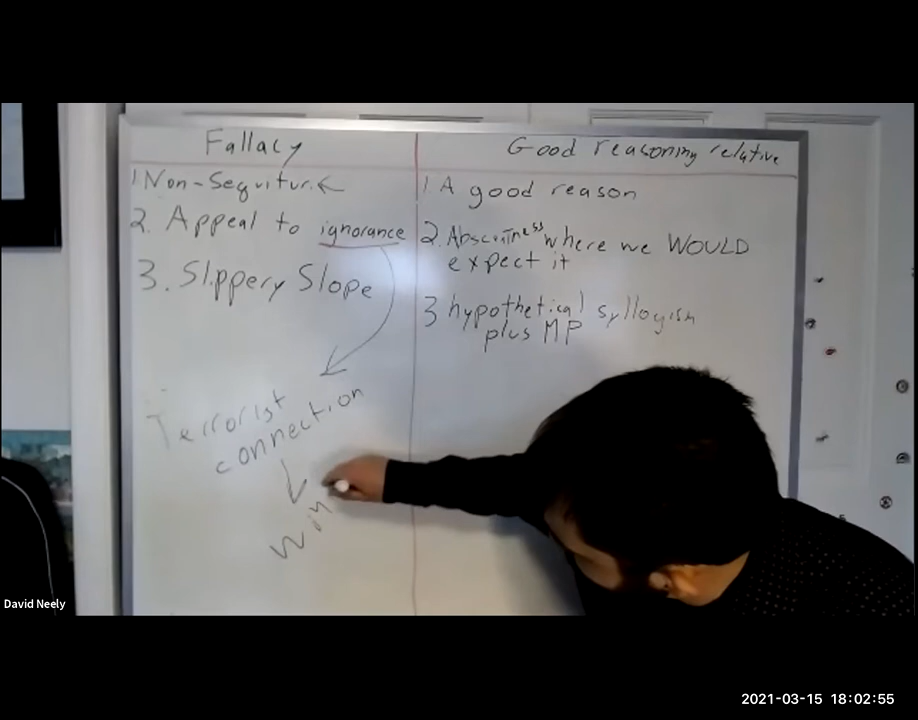 Fallacy
Good reasoning relative
1 Non-Sequitur. ←
1. A good reason
2. Appeal to ignorance
2. where we WOULD
expect it
3. Slippery Slope
3 hypothetical syllogism
plus MP
Terrorist
connection
David Neely
2021-03-15 18:02:55